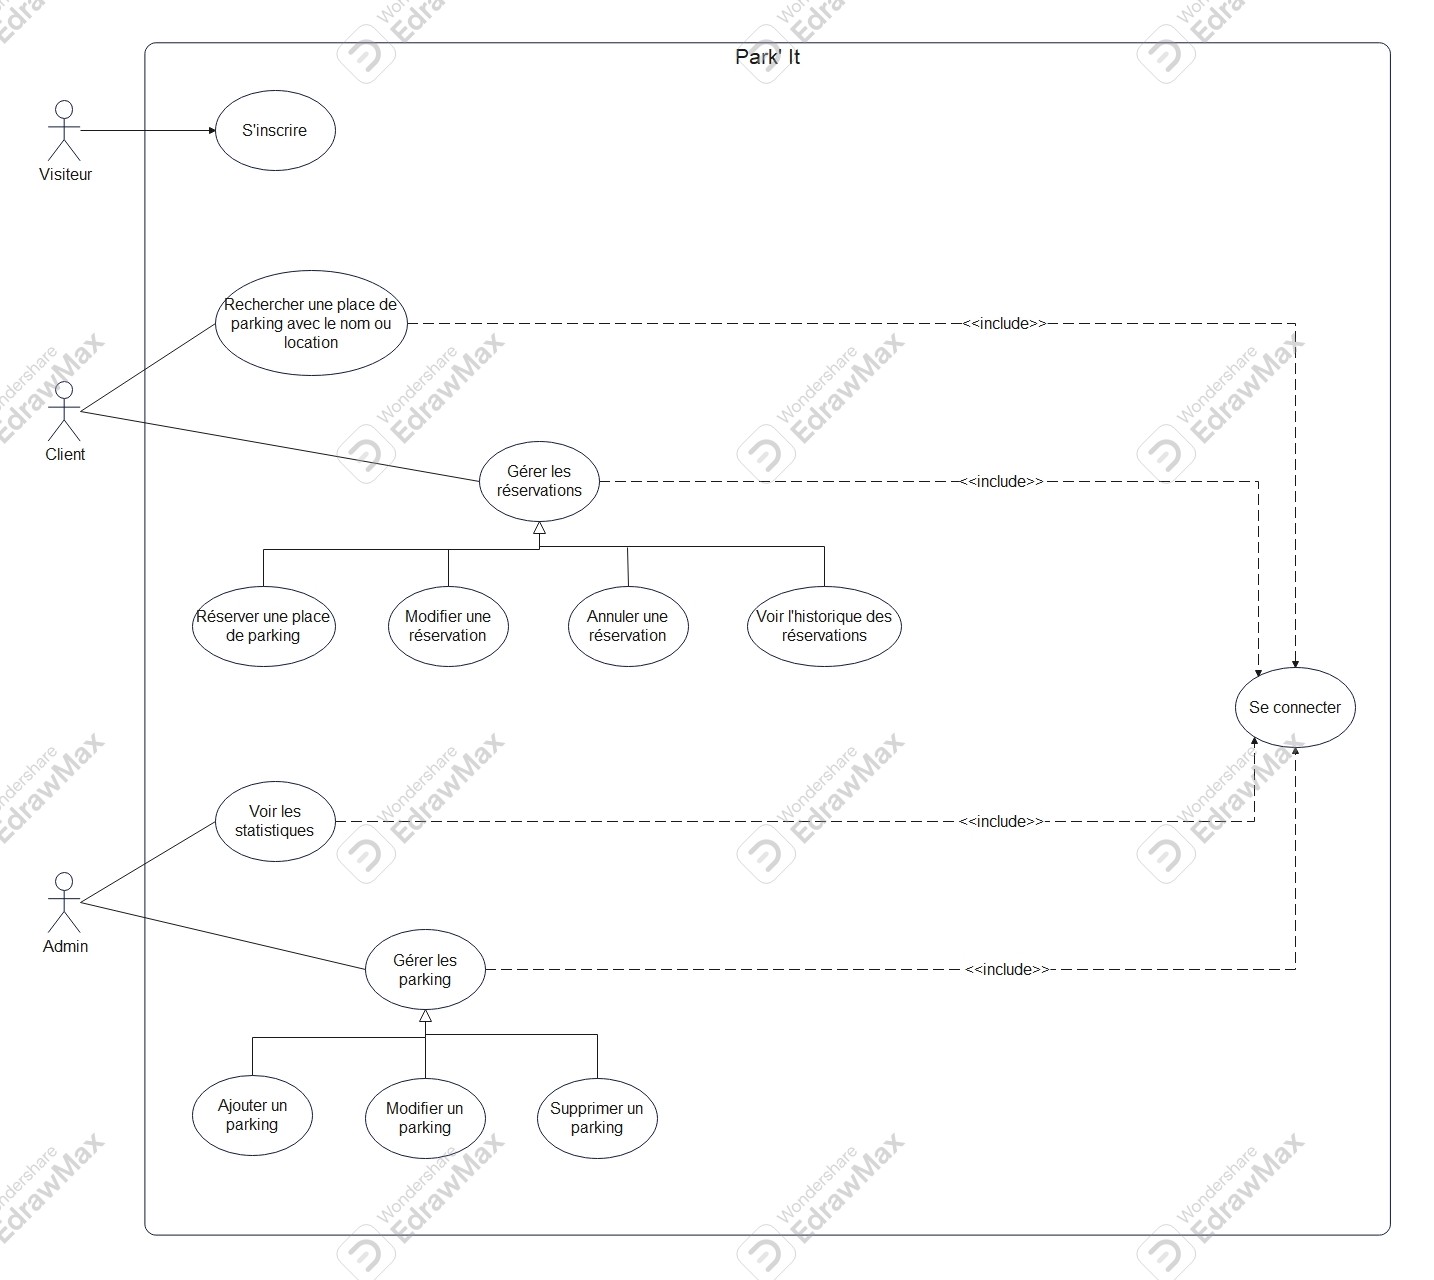 Park' It
S'inscrire
Visiteur
Rechercher une place de
parking avec le nom ou
location
<<include>>
Client
Gérer les
réservations
<<include>>
Réserver une place
de parking
Modifier une
réservation
Annuler une
réservation
Voir l'historique des
réservations
Se connecter
Voir les
statistiques
<<include>>
Admin
Gérer les
parking
<<include>>
Ajouter un
parking
Modifier un
parking
Supprimer un
parking
Wondershare
EdrawMax